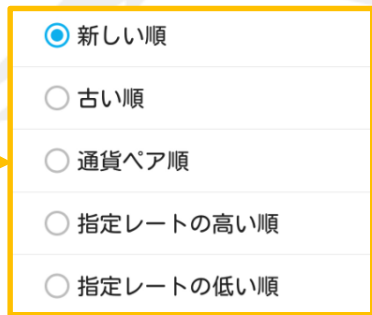 新しい順
古い順
通貨ペア順
指定レートの高い順
指定レートの低い順